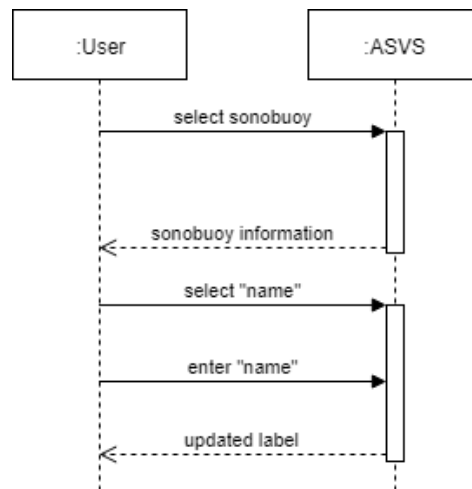 :User
:ASVS
select sonobuoy
sonobuoy information
select "name"
enter "name"
updated label